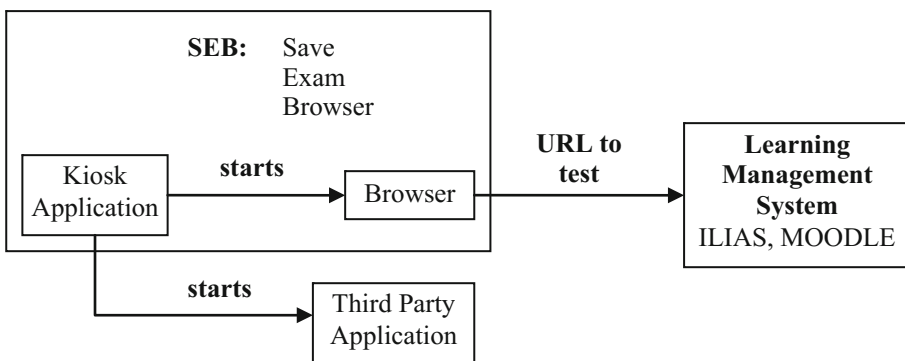 SEB: Save
Exam
Browser
Kiosk
Application
starts
Browser
URL to
test
Learning
Management
System
ILIAS, MOODLE
starts
Third Party
Application